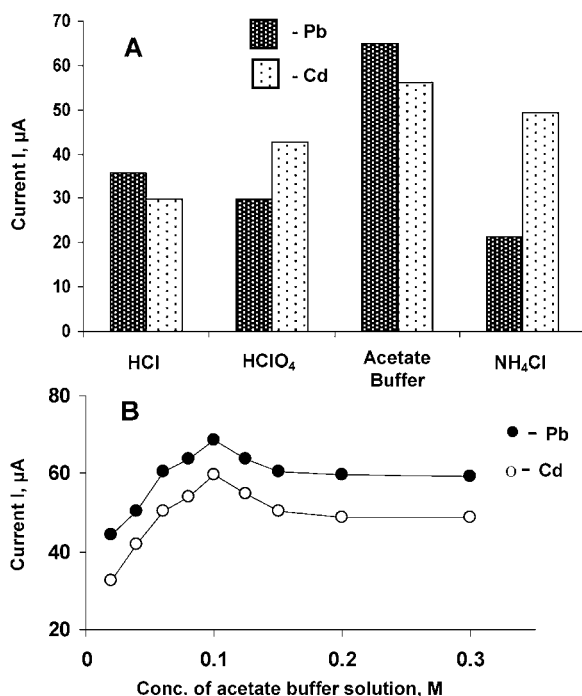 A
- Pb
- Cd
Current I, µA
70
60
50
40
30
20
10
0
HCl HClO₄ Acetate Buffer NH₄Cl
B
– Pb
– Cd
Current I, µA
80
60
40
20
0 0.1 0.2 0.3
Conc. of acetate buffer solution, M